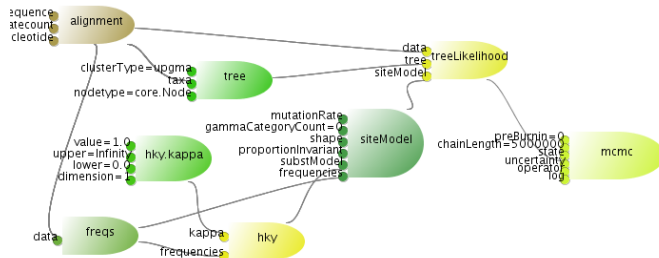 equence
atecount
ucleotide
alignment
clusterType=upgma
taxa
nodetype=core.Node
tree
data
tree
siteModel
treeLikelihood
value=1.0
upper=Infinity
lower=0.0
dimension=1
hky.kappa
mutationRate
gammaCategoryCount=0
shape
proportionInvariant
substModel
frequencies
siteModel
preBurnin=0
chainLength=5000000
state
uncertainty
operator
log
mcmc
data
freqs
kappa
frequencies
hky